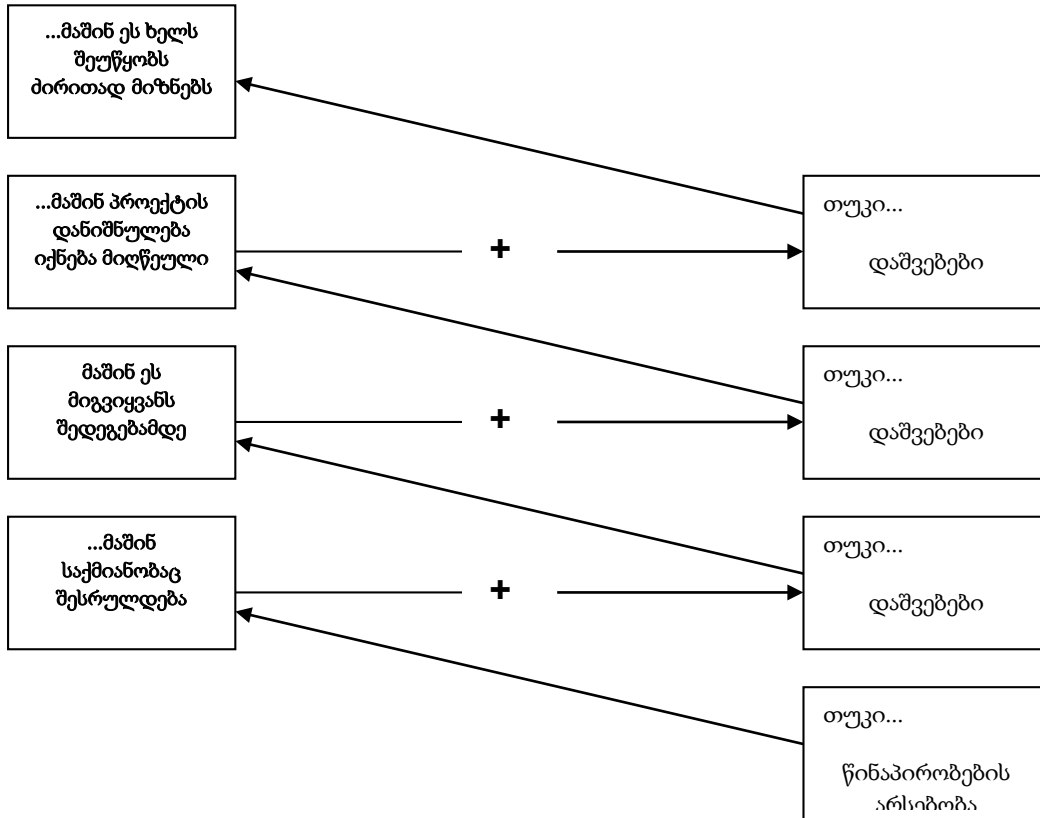 ...მაშინ ეს ხელს
შეუწყობს
ძირითად მიზნებს
...მაშინ პროექტის
დანიშნულება
იქნება მიღწეული
+
თუკი...
დაშვებები
მაშინ ეს
მიგვიყვანს
შედეგებამდე
+
თუკი...
დაშვებები
...მაშინ
საქმიანობაც
შესრულდება
+
თუკი...
დაშვებები
თუკი...
წინაპირობების
არსებობა